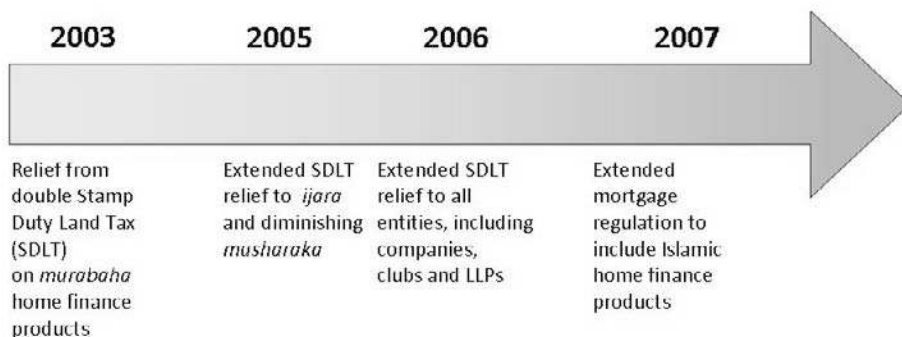 2003
2005
2006
2007
Relief from
double Stamp
Duty Land Tax
(SDLT)
on murabaha
home finance
products
Extended SDLT
relief to ijara
and diminishing
musharaka
Extended SDLT
relief to all
entities, including
companies,
clubs and LLPs
Extended
mortgage
regulation to
include Islamic
home finance
products